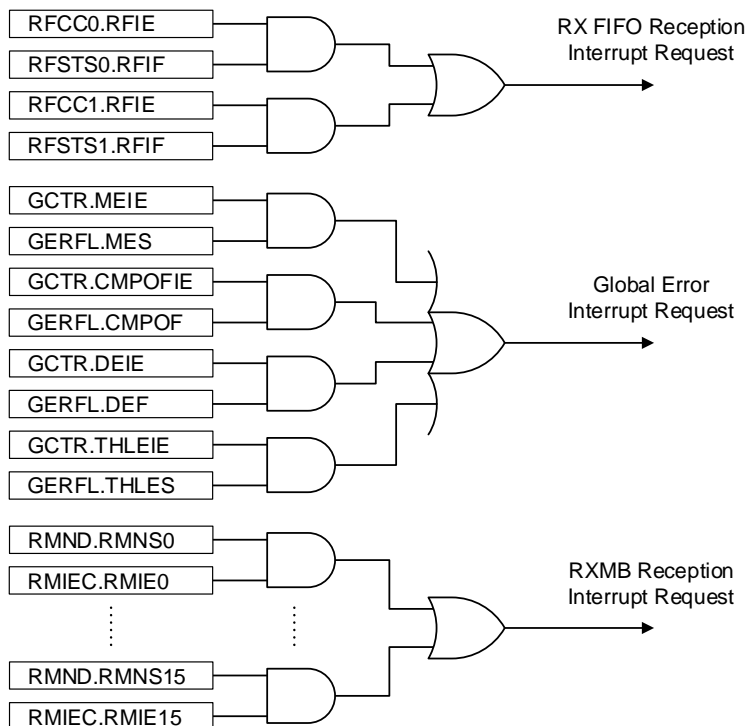 RFCC0.RFIE
RFSTS0.RFIF
RFCC1.RFIE
RFSTS1.RFIF
RX FIFO Reception
Interrupt Request
GCTR.MEIE
GERFL.MES
GCTR.CMPOFIE
GERFL.CMPOF
GCTR.DEIE
GERFL.DEF
GCTR.THLEIE
GERFL.THLES
Global Error
Interrupt Request
RMND.RMNS0
RMIEC.RMIE0
RMND.RMNS15
RMIEC.RMIE15
RXMB Reception
Interrupt Request